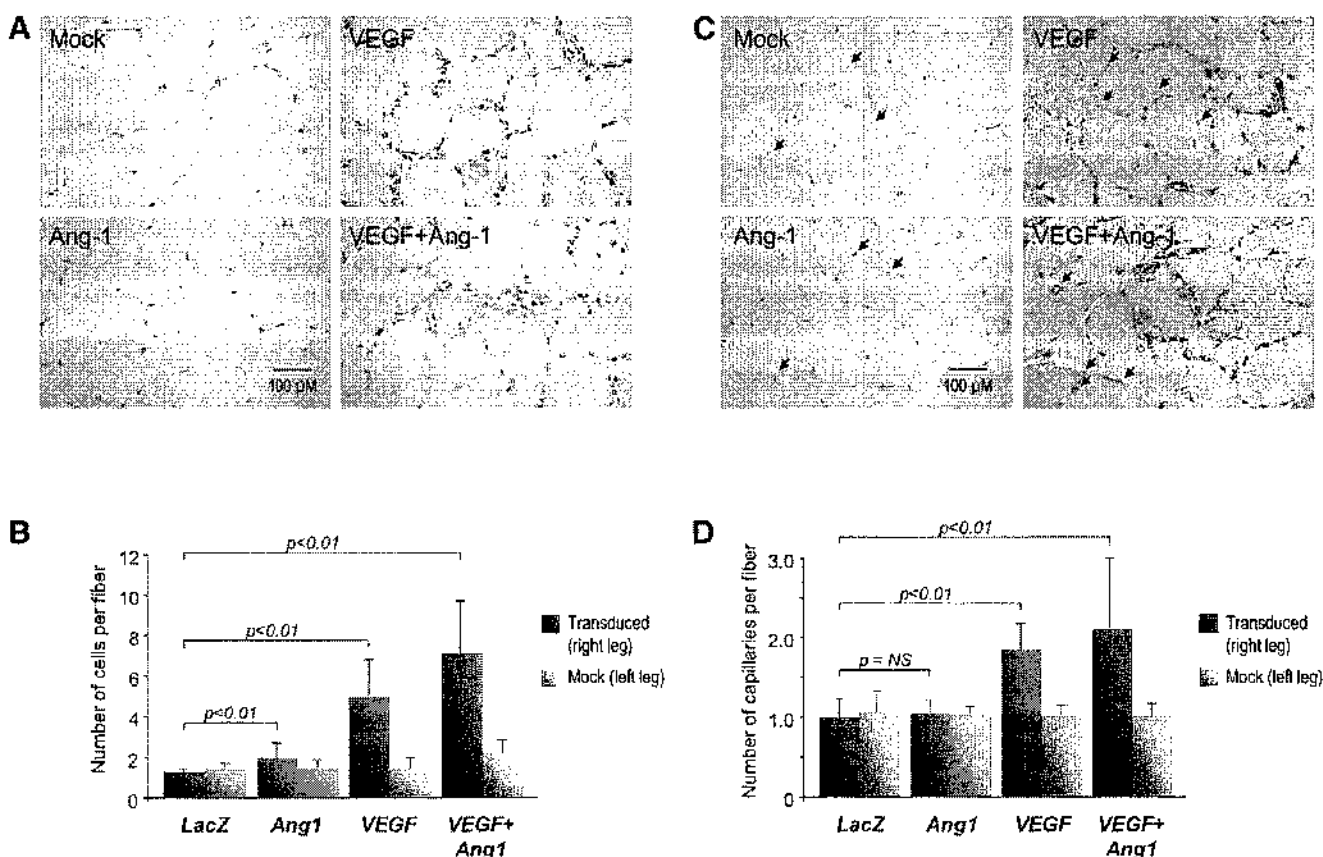 A
Mock
VEGF
Ang-1
VEGF+Ang-1
100 µM
C
Mock
VEGF
Ang-1
VEGF+Ang-1
100 µM
B
Number of cells per fiber
12
10
8
6
4
2
0
p<0.01
p<0.01
p<0.01
LacZ
Ang1
VEGF
VEGF+
Ang1
Transduced
(right leg)
Mock (left leg)
D
Number of capillaries per fiber
3.0
2.0
1.0
0
p<0.01
p<0.01
p = NS
LacZ
Ang1
VEGF
VEGF+
Ang1
Transduced
(right leg)
Mock (left leg)